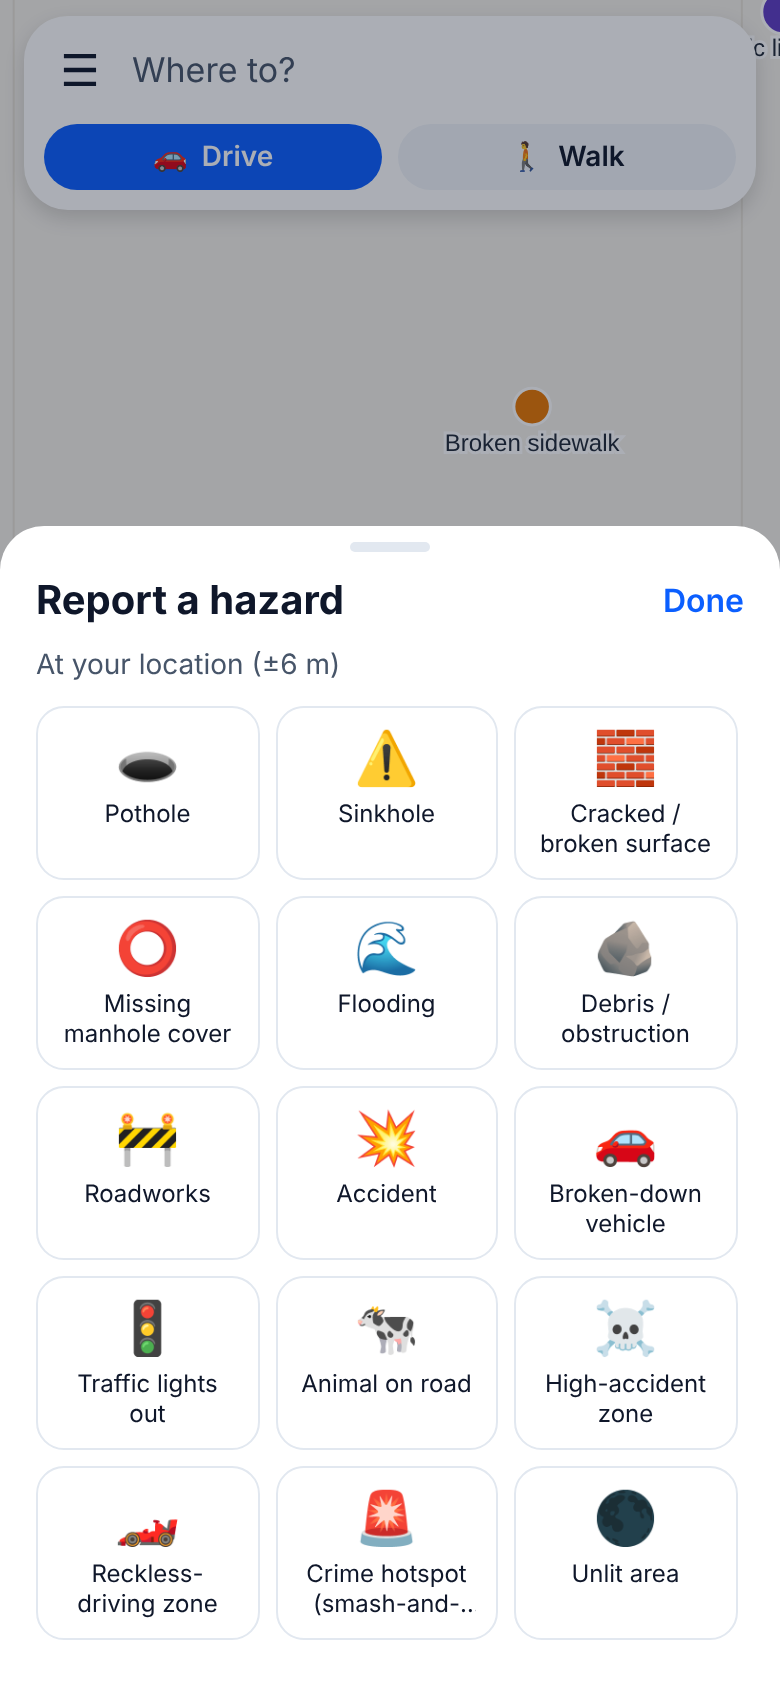 Where to?
Drive
Walk
Broken sidewalk
Report a hazard
Done
At your location (±6 m)
Pothole
Sinkhole
Cracked /
broken surface
Missing
manhole cover
Flooding
Debris /
obstruction
Roadworks
Accident
Broken-down
vehicle
Traffic lights
out
Animal on road
High-accident
zone
Reckless-
driving zone
Crime hotspot
(smash-and-..
Unlit area